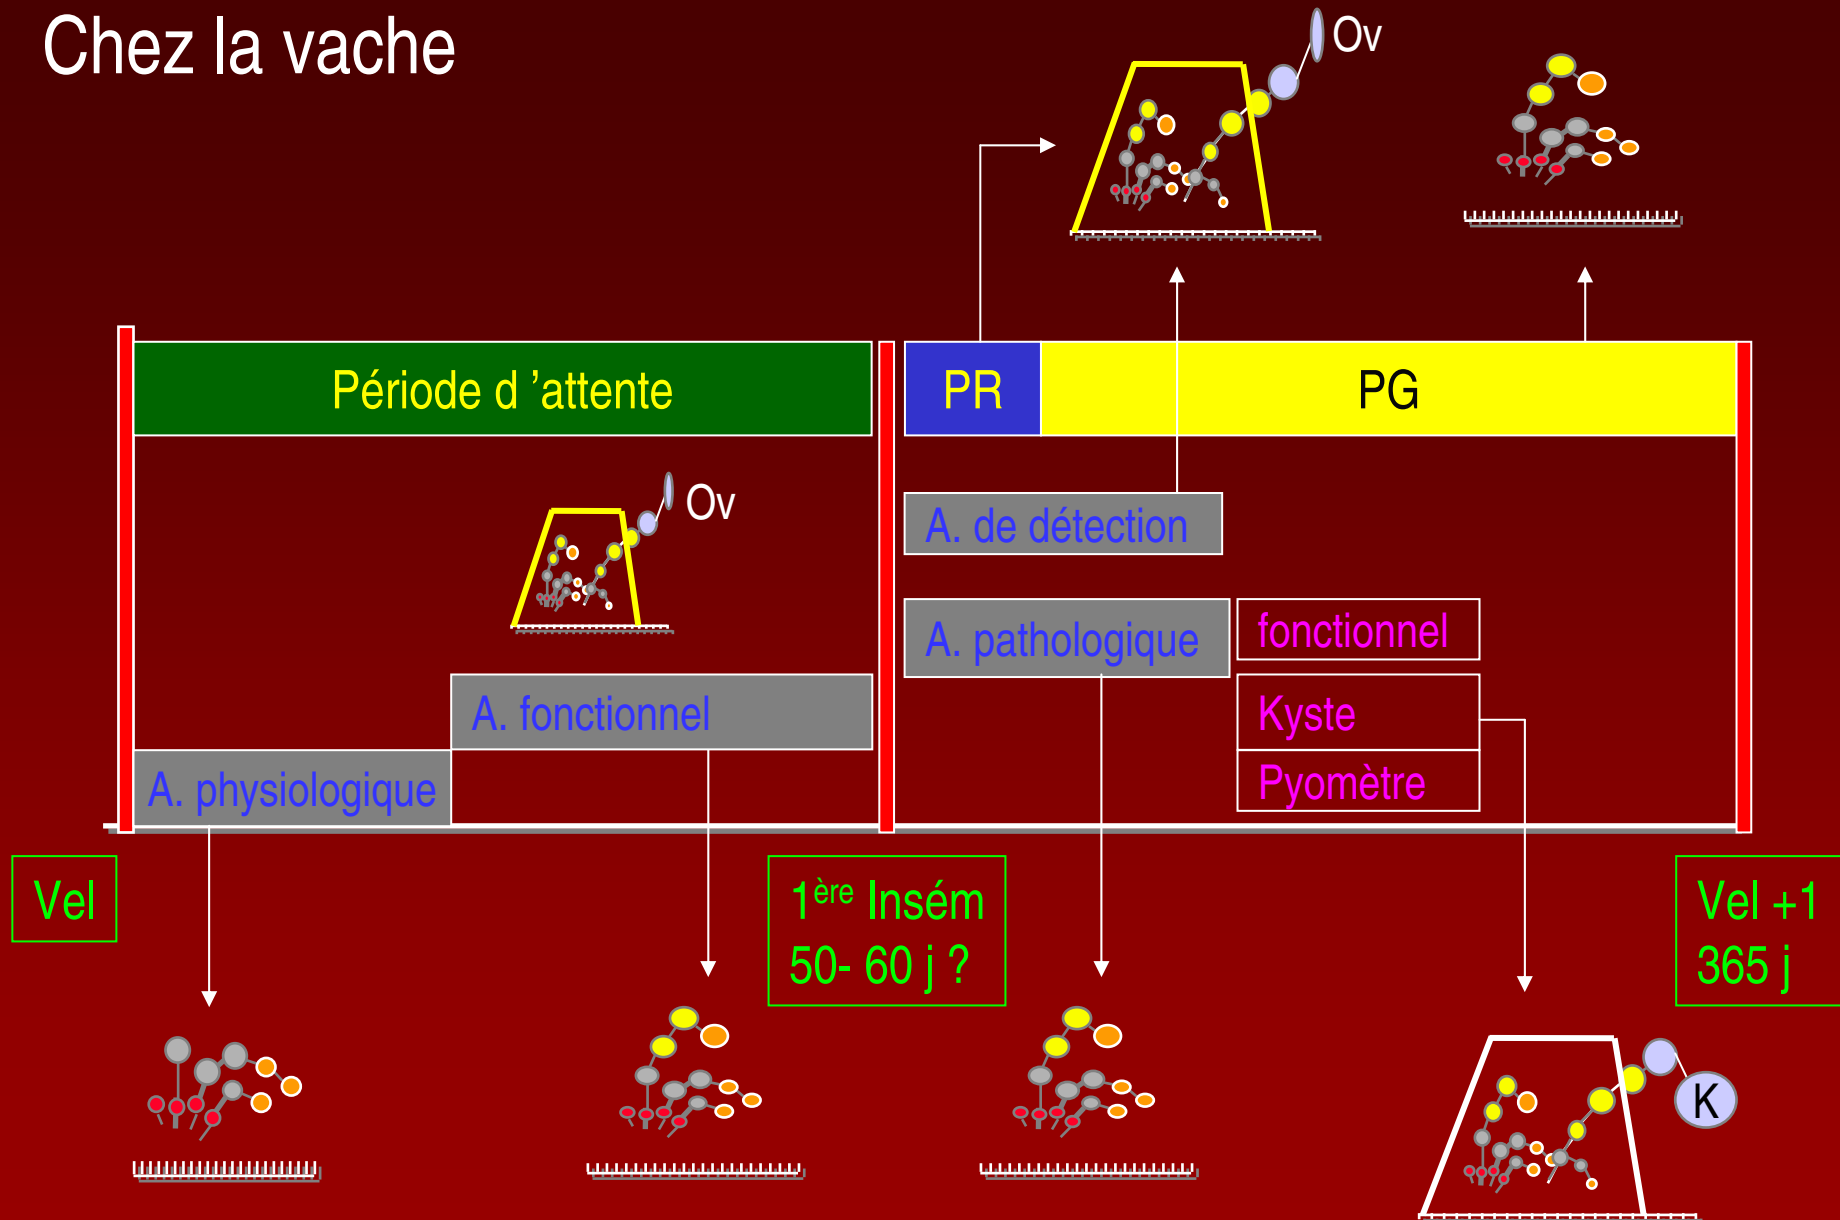 Chez la vache
Ov
Période d ’attente
PR
PG
Ov
A. de détection
A. pathologique
fonctionnel
A. fonctionnel
Kyste
A. physiologique
Pyomètre
Vel
1ère Insém
50- 60 j ?
Vel +1
365 j
K